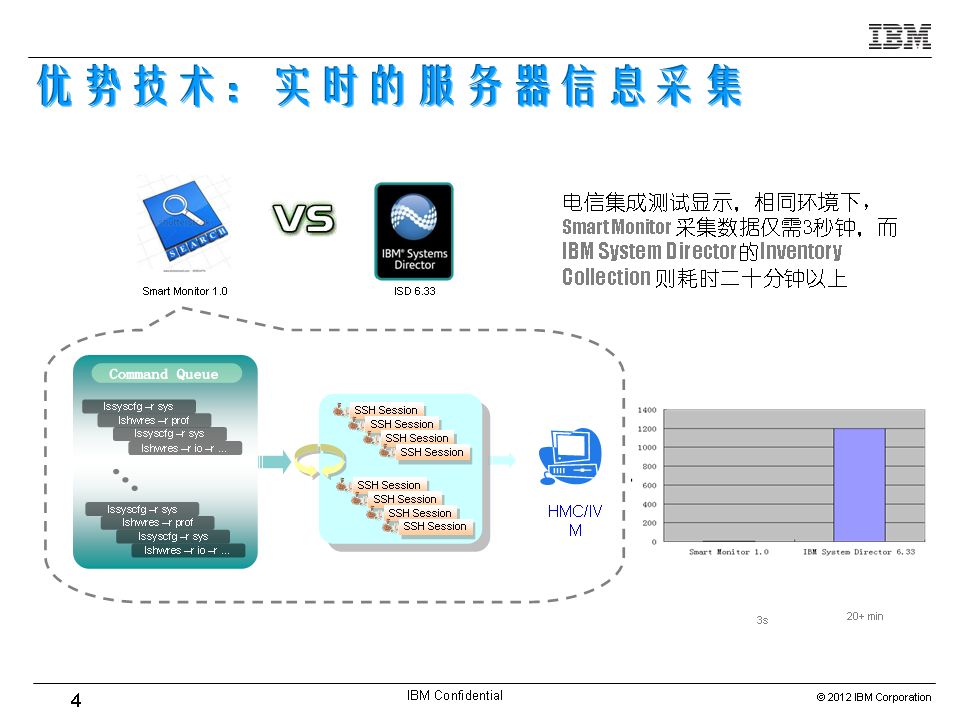 IBM
优势技术：实时的服务器信息采集
SEARCH
VS
IBM® Systems
Director
Smart Monitor 1.0
ISD 6.33
电信集成测试显示，相同环境下，
Smart Monitor 采集数据仅需3秒钟，而
IBM System Director的Inventory
Collection 则耗时二十分钟以上
Command Queue
lssyscfg –r sys
lshwres –r prof
lssyscfg –r sys
lshwres –r io –r ...
lssyscfg –r sys
lshwres –r prof
lssyscfg –r sys
lshwres –r io –r ...
SSH Session
SSH Session
SSH Session
SSH Session
SSH Session
SSH Session
SSH Session
SSH Session
HMC/IV
M
1400
1200
1000
800
600
400
200
0
Smart Monitor 1.0
IBM System Director 6.33
3s
20+ min
4
IBM Confidential
© 2012 IBM Corporation